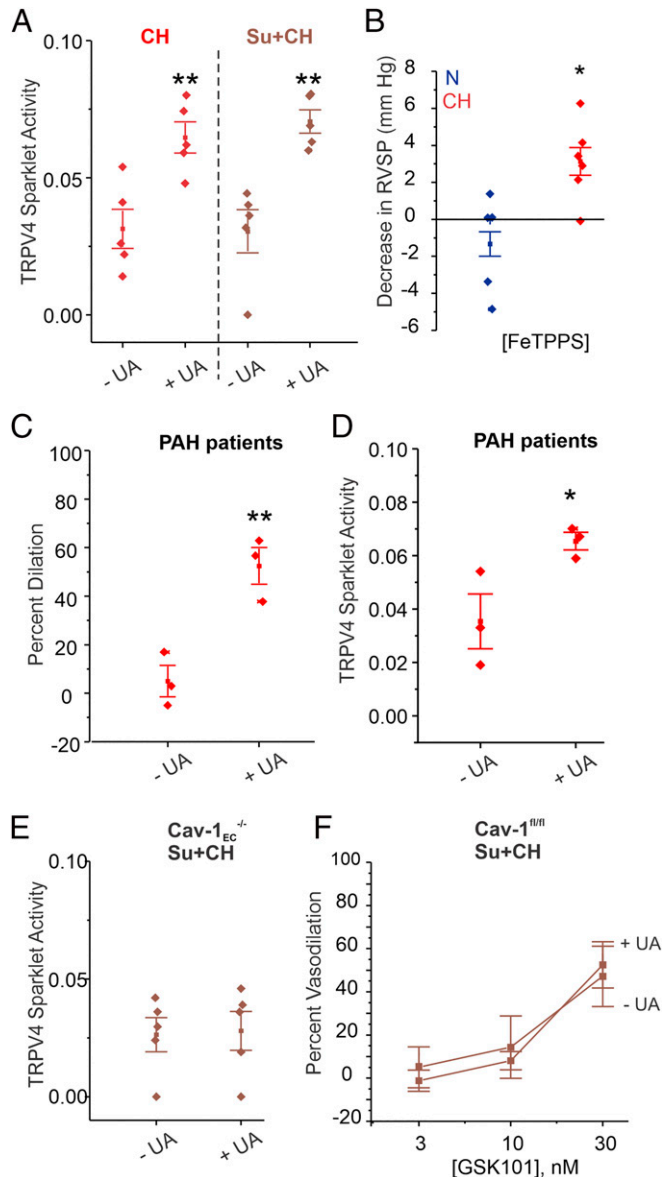 A
CH
Su+CH
TRPV4 Sparklet Activity
0.10
0.05
0.00
**
**
- UA
+ UA
- UA
+ UA
B
N
CH
Decrease in RVSP (mm Hg)
8
6
4
2
0
-2
-4
-6
*
[FeTPPS]
C
PAH patients
Percent Dilation
100
80
60
40
20
0
-20
**
- UA
+ UA
D
PAH patients
TRPV4 Sparklet Activity
0.10
0.08
0.06
0.04
0.02
0.00
*
- UA
+ UA
E
Cav-1EC-/-
Su+CH
TRPV4 Sparklet Activity
0.10
0.05
0.00
- UA
+ UA
F
Cav-1fl/fl
Su+CH
Percent Vasodilation
100
80
60
40
20
0
-20
+ UA
- UA
3 10 30
[GSK101], nM